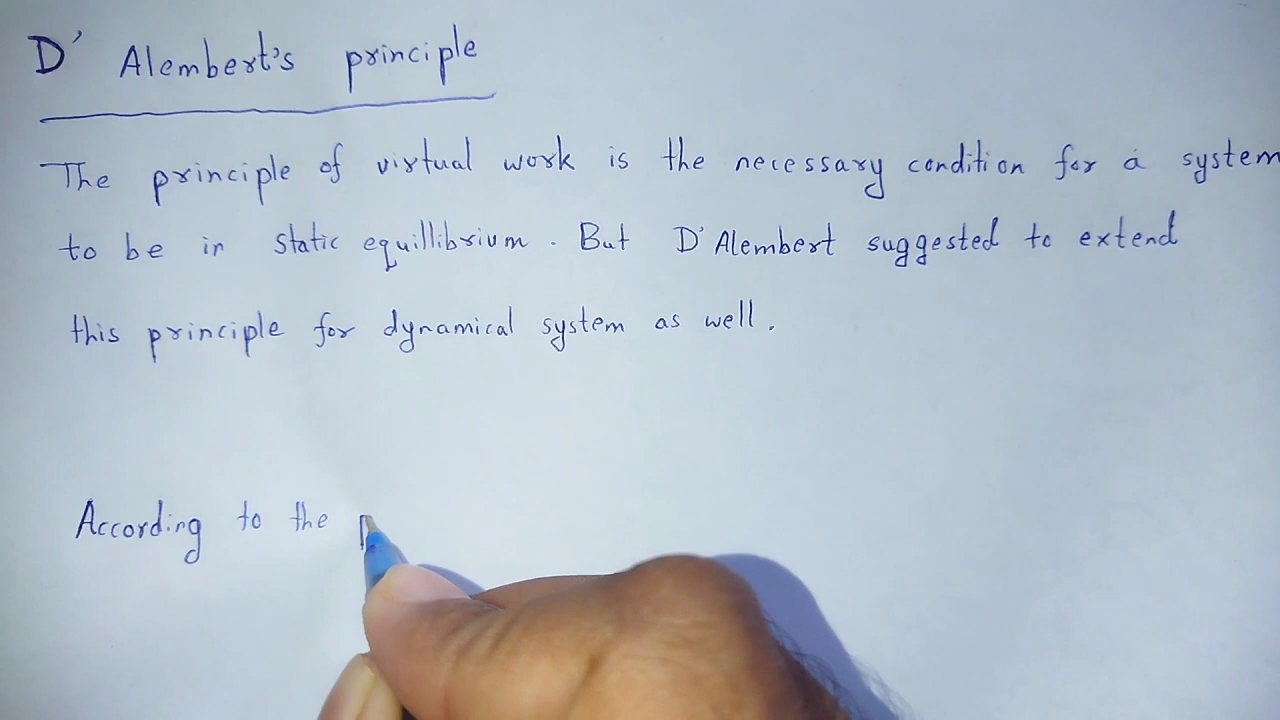 D' Alembert's principle
The principle of virtual work is the necessary condition for a system
to be in static equillibrium. But D'Alembert suggested to extend
this principle for dynamical system as well.
According to the